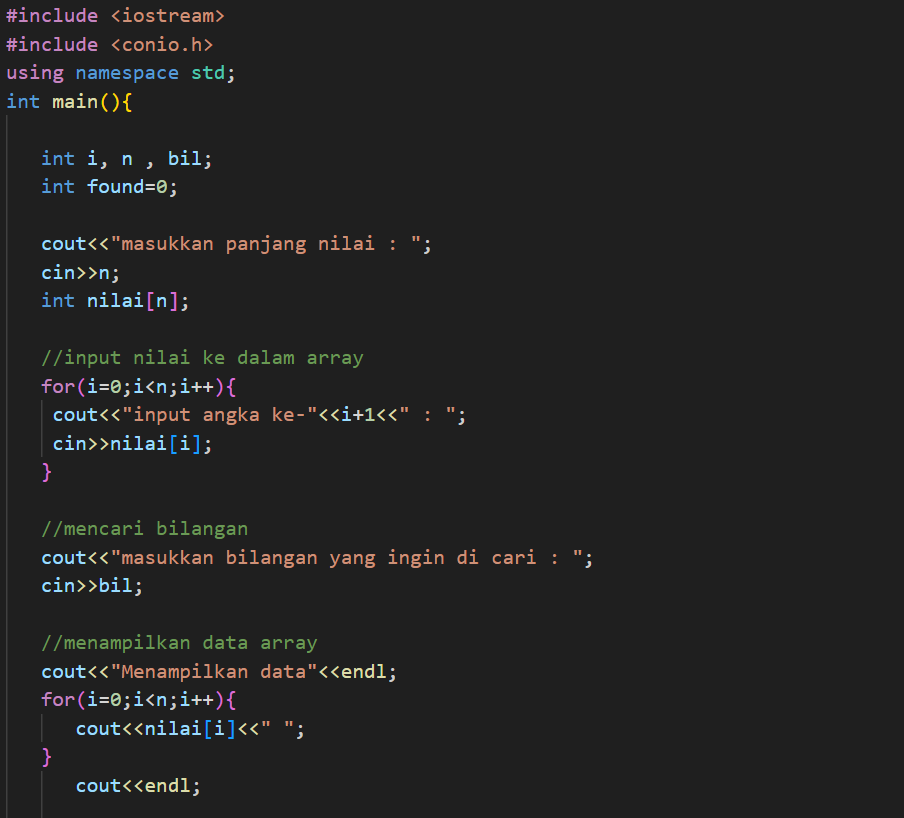 #include <iostream>
#include <conio.h>
using namespace std;
int main(){
int i, n , bil;
int found=0;
cout<<"masukkan panjang nilai : ";
cin>>n;
int nilai[n];
//input nilai ke dalam array
for(i=0;i<n;i++){
cout<<"input angka ke-"<<i+1<<" : ";
cin>>nilai[i];
}
//mencari bilangan
cout<<"masukkan bilangan yang ingin di cari : ";
cin>>bil;
//menampilkan data array
cout<<"Menampilkan data"<<endl;
for(i=0;i<n;i++){
cout<<nilai[i]<<" ";
}
cout<<endl;